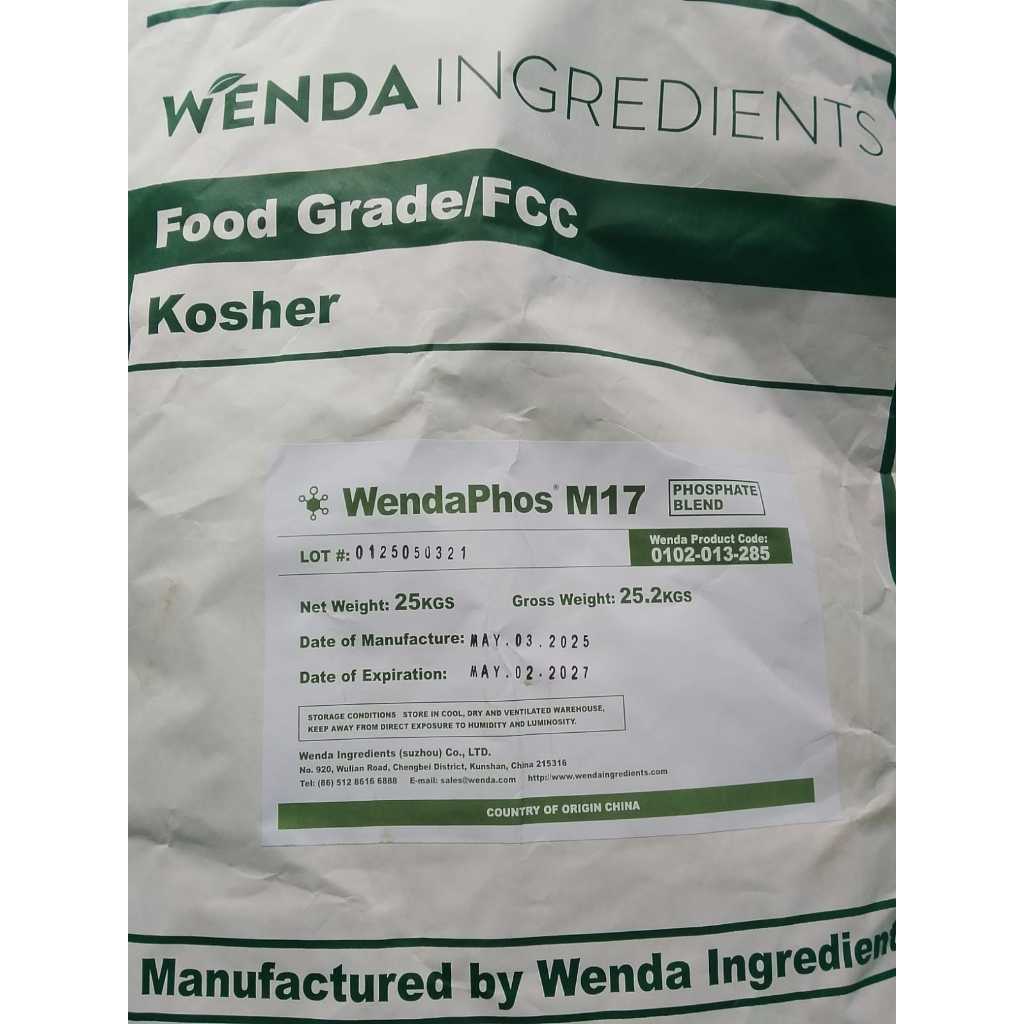 WENDA INGREDIENTS
Food Grade/FCC
Kosher
WendaPhos® M17 PHOSPHATE BLEND
LOT #: 0125050321
Wenda Product Code:
0102-013-285
Net Weight: 25KGS Gross Weight: 25.2KGS
Date of Manufacture: MAY.03.2025
Date of Expiration: MAY.02.2027
STORAGE CONDITIONS STORE IN COOL, DRY AND VENTILATED WAREHOUSE,
KEEP AWAY FROM DIRECT EXPOSURE TO HUMIDITY AND LUMINOSITY.
Wenda Ingredients (suzhou) Co., LTD.
No. 920, Wulian Road, Chengbei District, Kunshan, China 215316
Tel: (86) 512 8616 6888 E-mail: sales@wenda.com http://www.wendaingredients.com
COUNTRY OF ORIGIN CHINA
Manufactured by Wenda Ingredient